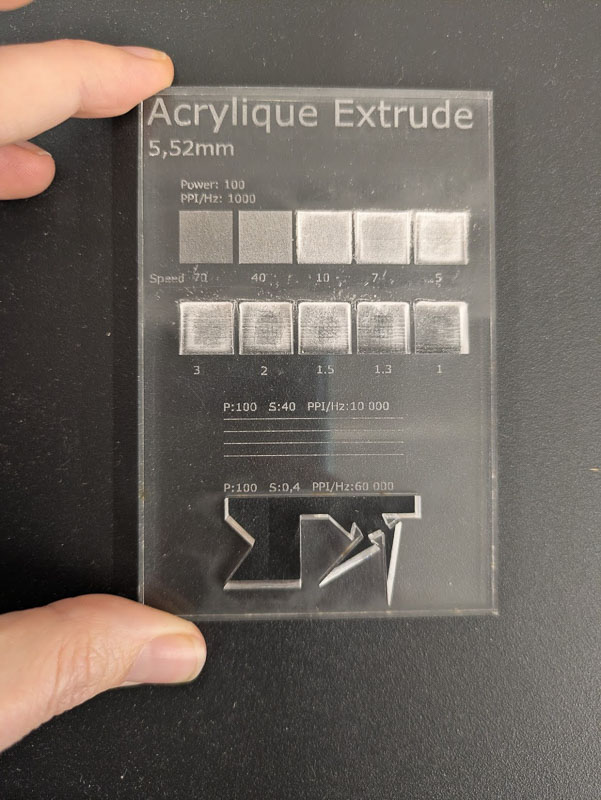 Acrylique Extrude
5,52mm
Power: 100
PPI/Hz: 1000
Speed 70 40 10 7 5
3 2 1.5 1.3 1
P:100 S:40 PPI/Hz:10 000
P:100 S:0,4 PPI/Hz:60 000